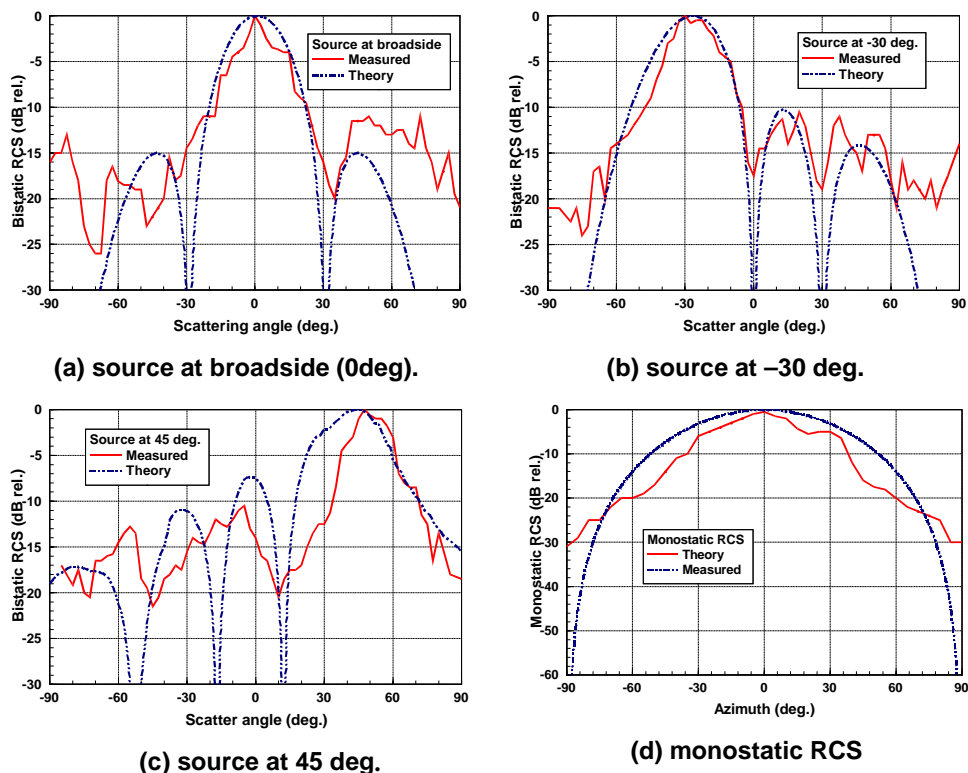 0
-5
-10
-15
-20
-25
-30
Bistatic RCS (dB rel.)
Source at broadside
Measured
Theory
-90 -60 -30 0 30 60 90
Scattering angle (deg.)
(a) source at broadside (0deg).
0
-5
-10
-15
-20
-25
-30
Bistatic RCS (dB rel.)
Source at -30 deg.
Measured
Theory
-90 -60 -30 0 30 60 90
Scatter angle (deg.)
(b) source at –30 deg.
0
-5
-10
-15
-20
-25
-30
Bistatic RCS (dB rel.)
Source at 45 deg.
Measured
Theory
-90 -60 -30 0 30 60 90
Scatter angle (deg.)
(c) source at 45 deg.
0
-10
-20
-30
-40
-50
-60
Monostatic RCS (dB rel.)
Monostatic RCS
Theory
Measured
-90 -60 -30 0 30 60 90
Azimuth (deg.)
(d) monostatic RCS